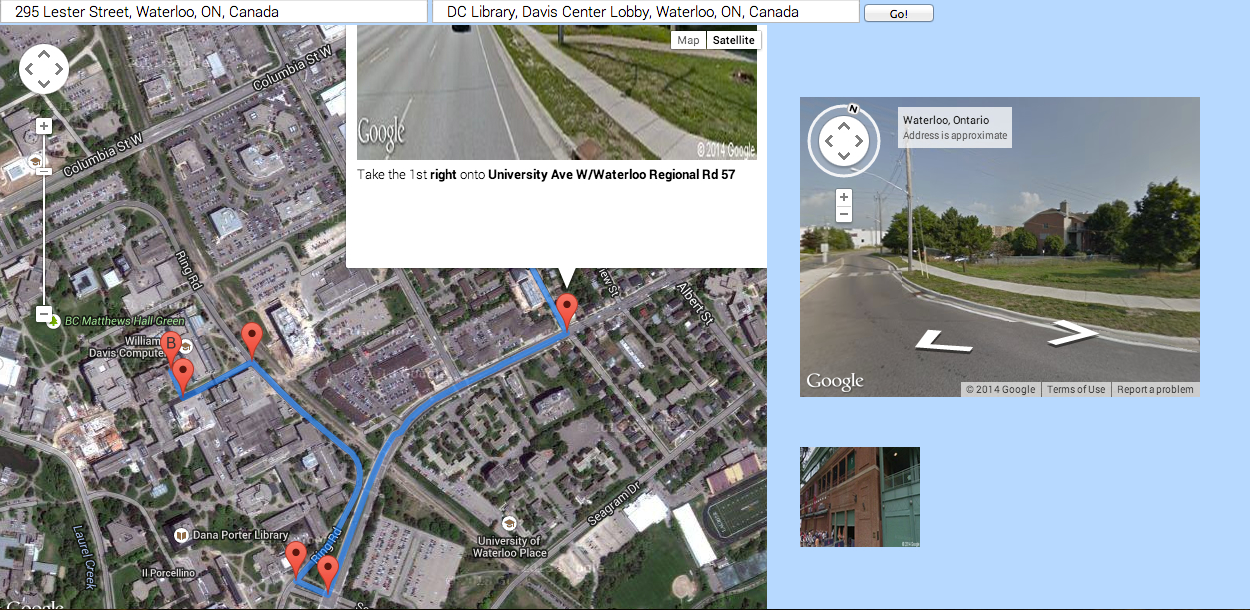 295 Lester Street, Waterloo, ON, Canada
DC Library, Davis Center Lobby, Waterloo, ON, Canada
Go!
Map
Satellite
Columbia St W
Columbia St W
Google
© 2014 Google
Take the 1st right onto University Ave W/Waterloo Regional Rd 57
Ring Rd
Albert St
BC Matthews Hall Green
William
Davis Compute
B
Seagram Dr
Dana Porter Library
Ring Rd
University of
Waterloo Place
Laurel Creek
Il Porcellino
Google
N
Waterloo, Ontario
Address is approximate
Google
© 2014 Google
Terms of Use
Report a problem